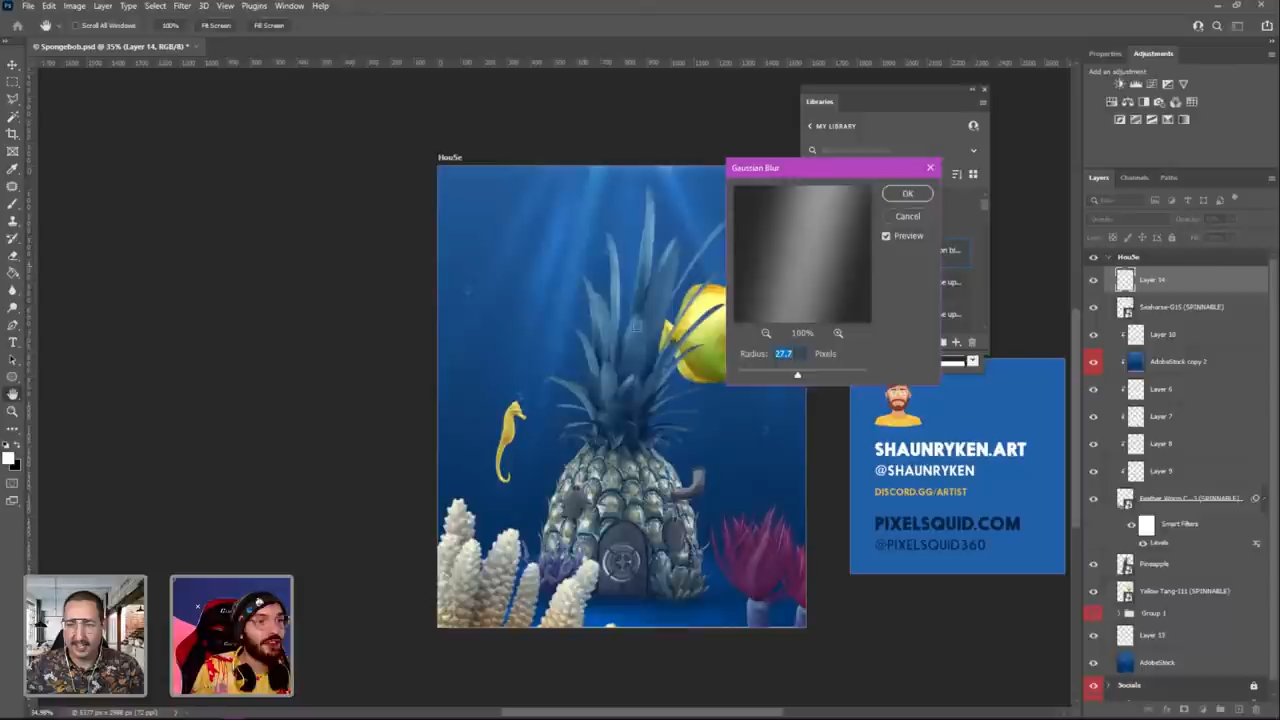 File Edit Image Layer Type Select Filter 3D View Plugins Window Help
Scroll All Windows 100% Fit Screen Fill Screen
© Spongebob.psd @ 35% (Layer 14, RGB/8) *
Hou5e
Libraries
MY LIBRARY
Gaussian Blur
OK
Cancel
Preview
100%
Radius: 27.7 Pixels
SHAUNRYKEN.ART
@SHAUNRYKEN
DISCORD.GG/ARTIST
PIXELSQUID.COM
@PIXELSQUID360
Properties Adjustments
Add an adjustment
Layers Channels Paths
Hou5e
Layer 14
Seahorse-G15 (SPINNABLE)
Layer 10
AdobeStock copy 2
Layer 6
Layer 7
Layer 8
Layer 9
(SPINNABLE)
Smart Filters
Levels
Pineapple
Yellow Tang-111 (SPINNABLE)
Group 1
Layer 13
AdobeStock
Socials
34.98%